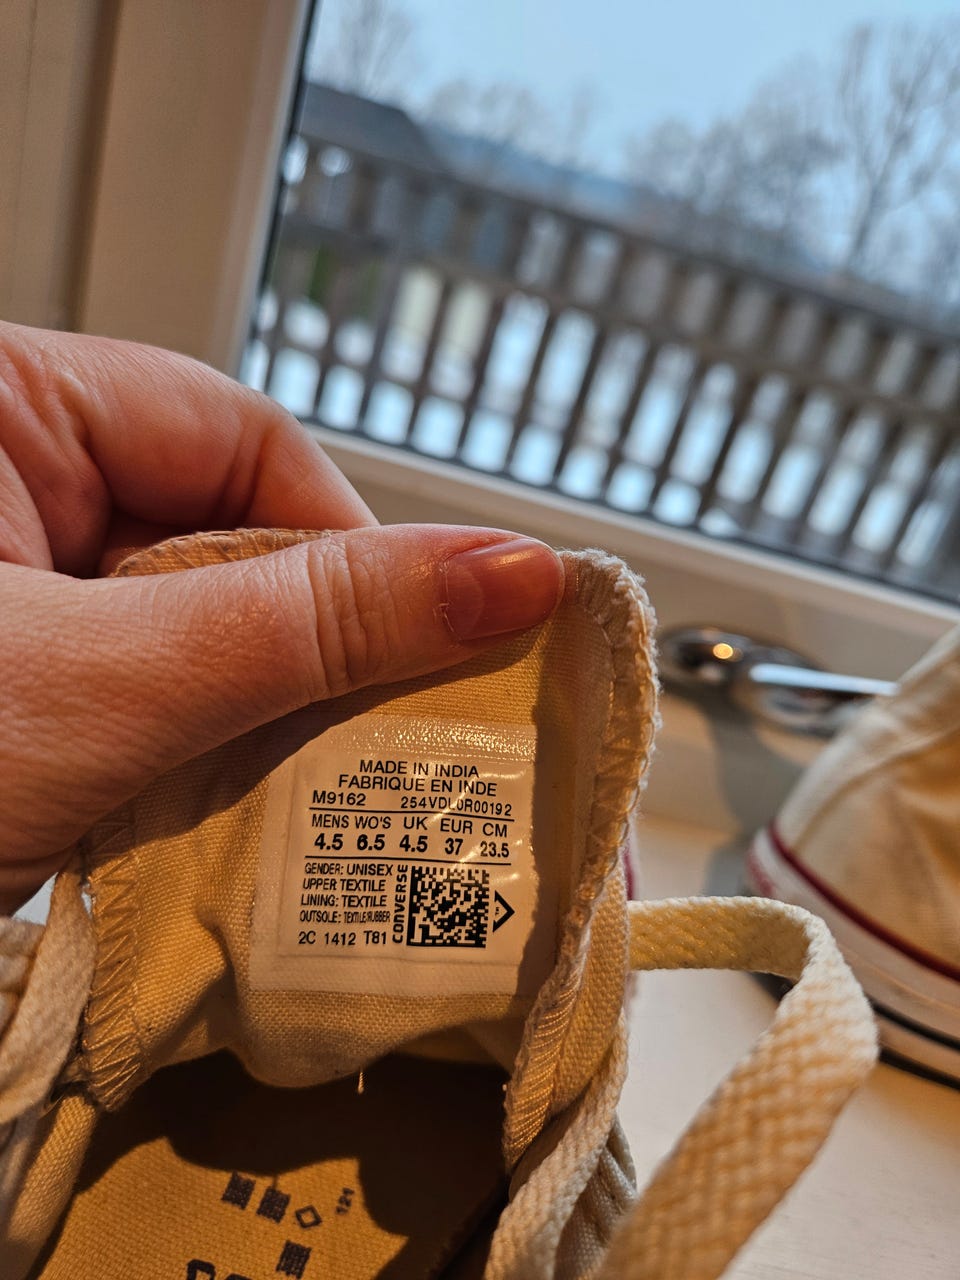 MADE IN INDIA
FABRIQUE EN INDE
M9162 254VDL0R00192
MENS WO'S UK EUR CM
4.5 6.5 4.5 37 23.5
GENDER: UNISEX
UPPER TEXTILE
LINING: TEXTILE
OUTSOLE: TEXTILE/RUBBER
2C 1412 T81
CONVERSE
121